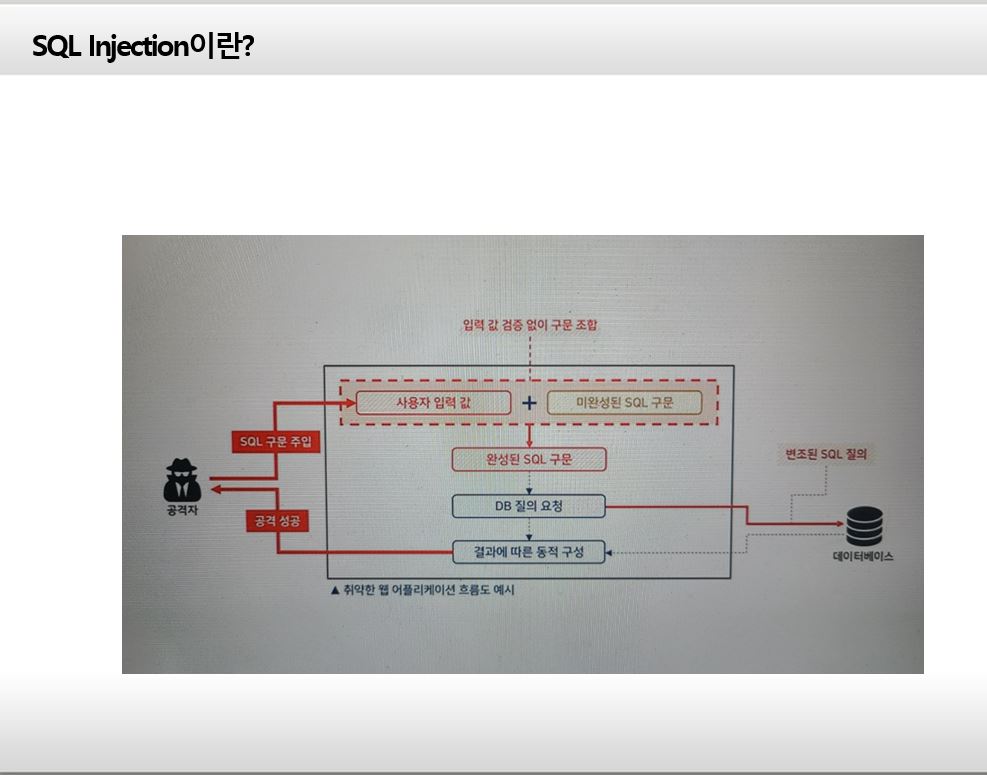 SQL Injection이란?
입력 값 검증 없이 구문 조합
사용자 입력 값 + 미완성된 SQL 구문
SQL 구문 주입
완성된 SQL 구문
변조된 SQL 질의
공격자
DB 질의 요청
공격 성공
결과에 따른 동적 구성
데이터베이스
▲ 취약한 웹 어플리케이션 흐름도 예시